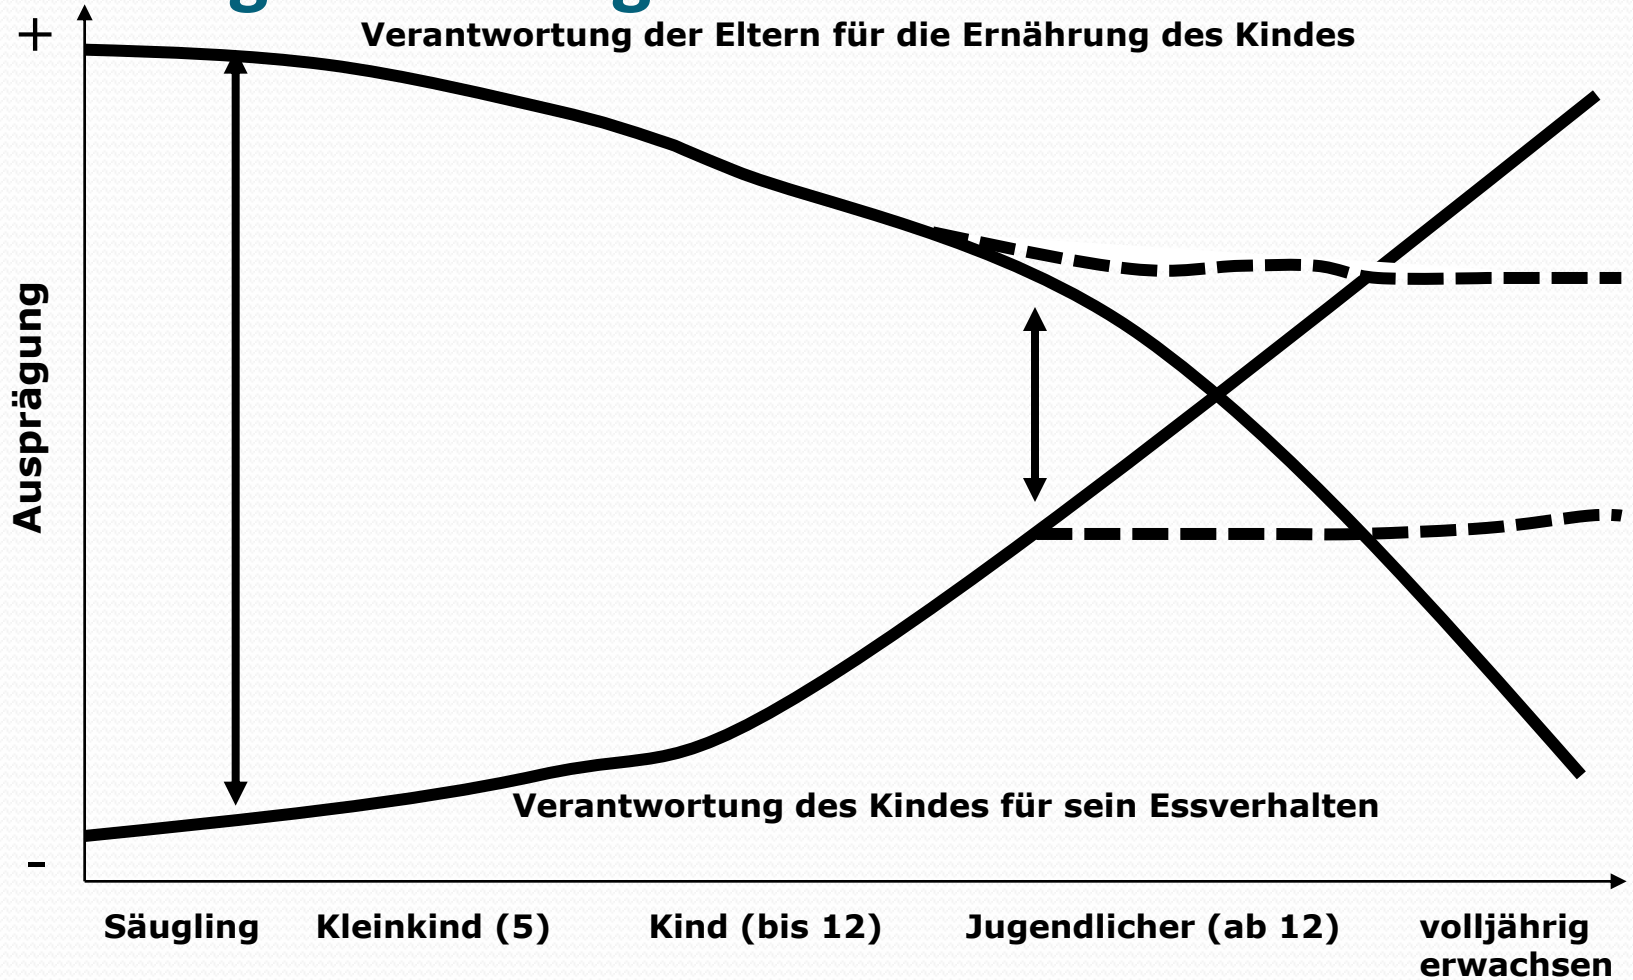 +
Verantwortung der Eltern für die Ernährung des Kindes
Ausprägung
Verantwortung des Kindes für sein Essverhalten
-
Säugling Kleinkind (5) Kind (bis 12) Jugendlicher (ab 12) volljährig
erwachsen